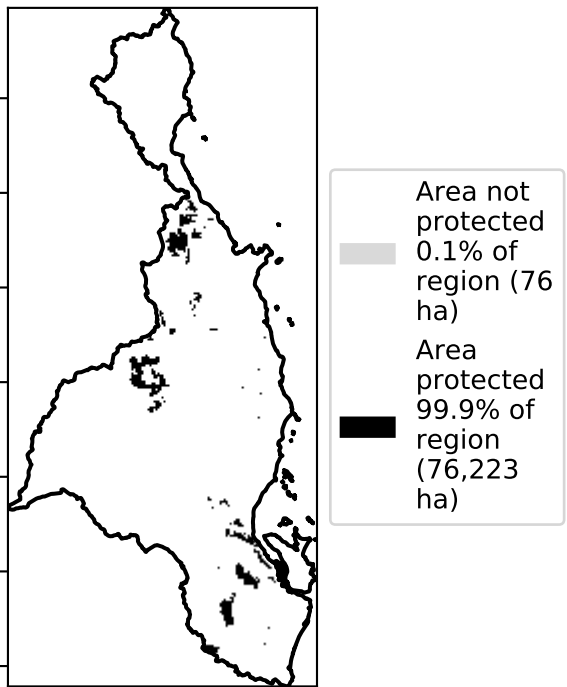 Area not
protected
0.1% of
region (76
ha)
Area
protected
99.9% of
region
(76,223
ha)